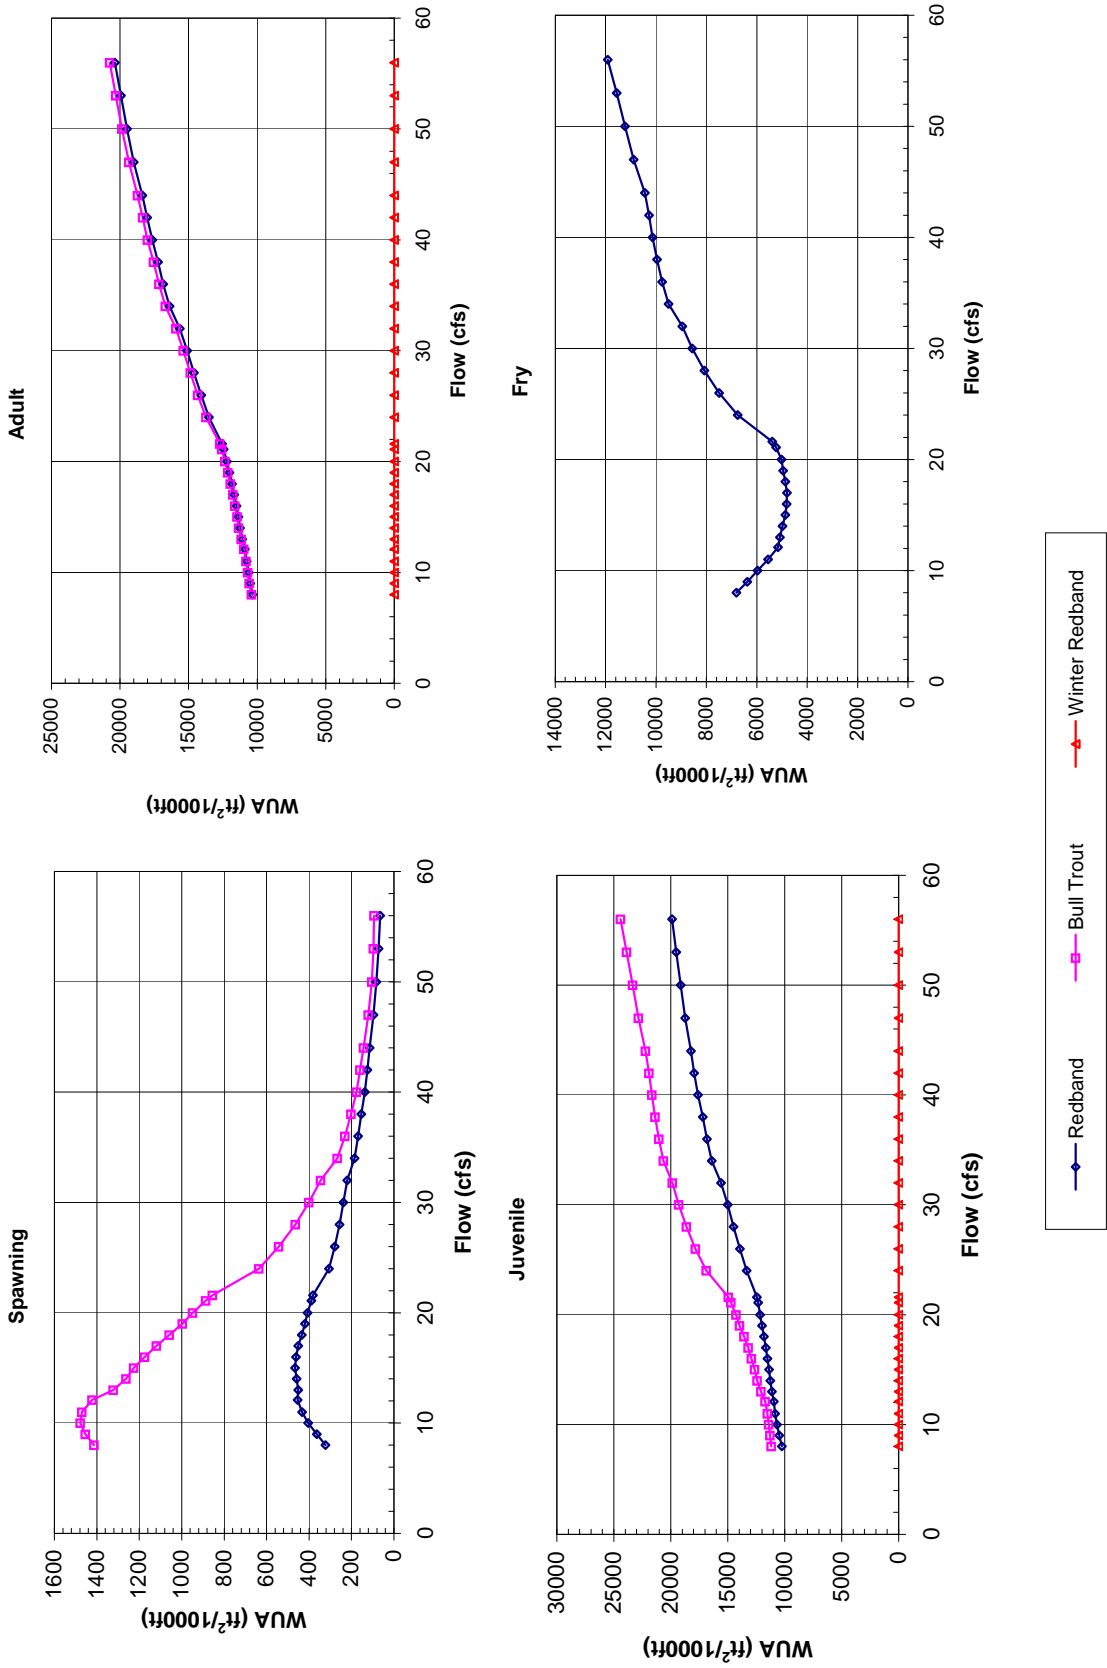 Spawning
1600
1400
1200
1000
800
600
400
200
0
WUA (ft²/1000ft)
0 10 20 30 40 50 60
Flow (cfs)
Adult
25000
20000
15000
10000
5000
0
WUA (ft²/1000ft)
0 10 20 30 40 50 60
Flow (cfs)
Juvenile
30000
25000
20000
15000
10000
5000
0
WUA (ft²/1000ft)
0 10 20 30 40 50 60
Flow (cfs)
Fry
14000
12000
10000
8000
6000
4000
2000
0
WUA (ft²/1000ft)
0 10 20 30 40 50 60
Flow (cfs)
Redband Bull Trout Winter Redband